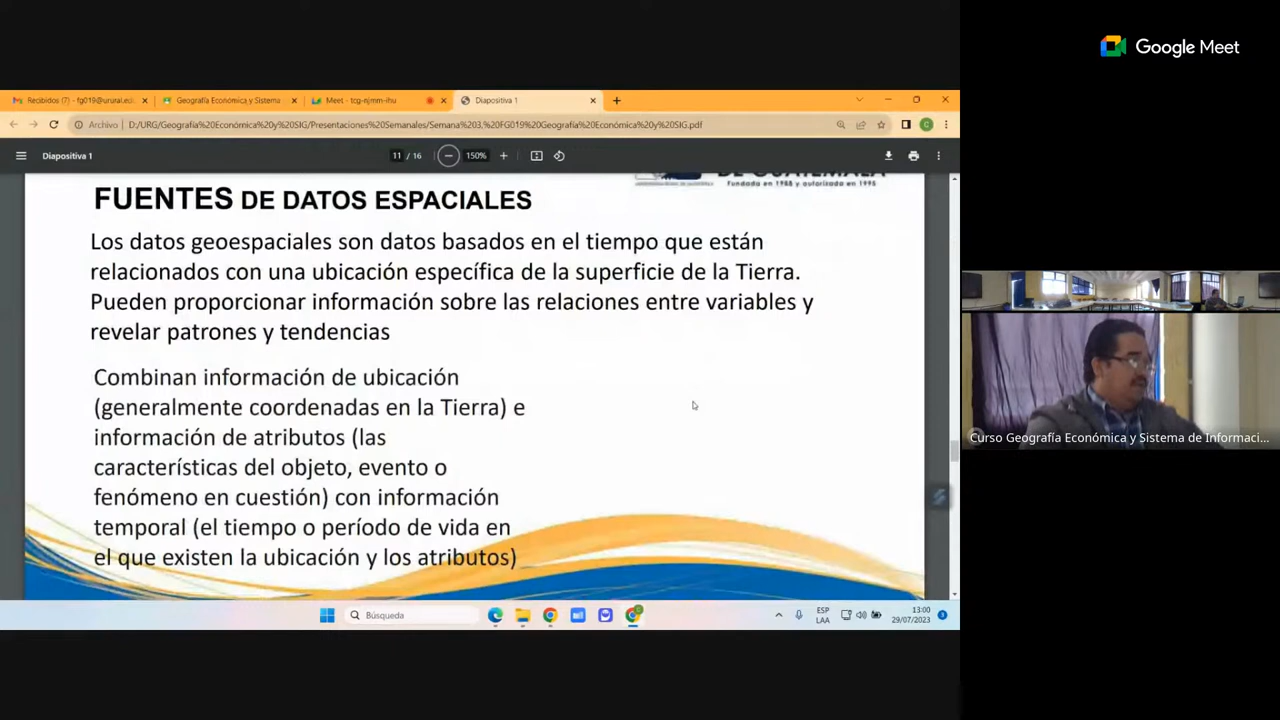 Google Meet
Recibidos (7) - fg019@urural.ed
Geografía Económica y Sistema
Meet - tcg-njmm-ihu
Diapositiva 1
Archivo
D:/URG/Geografía%20Económica%20y%20SIG/Presentaciones%20Semanales/Semana%203.%20FG019%20Geografía%20Económica%20y%20SIG.pdf
Diapositiva 1
11 / 16
150%
DE GUATEMALA
Fundada en 1988 y autorizada en 1995
FUENTES DE DATOS ESPACIALES
Los datos geoespaciales son datos basados en el tiempo que están
relacionados con una ubicación específica de la superficie de la Tierra.
Pueden proporcionar información sobre las relaciones entre variables y
revelar patrones y tendencias
Combinan información de ubicación
(generalmente coordenadas en la Tierra) e
información de atributos (las
características del objeto, evento o
fenómeno en cuestión) con información
temporal (el tiempo o período de vida en
el que existen la ubicación y los atributos)
Curso Geografía Económica y Sistema de Informaci...
Búsqueda
ESP
LAA
13:00
29/07/2023